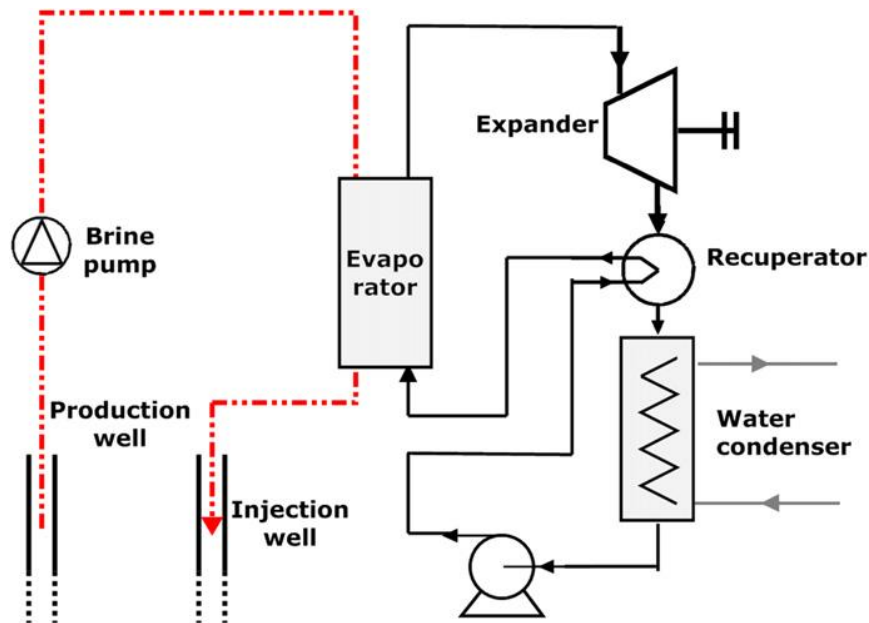 Expander
Brine
pump
Evapo
rator
Recuperator
Production
well
Water
condenser
Injection
well